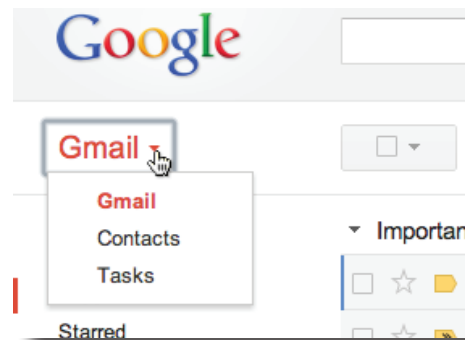 Google
Gmail
Gmail
Contacts
Tasks
Importan
Starred